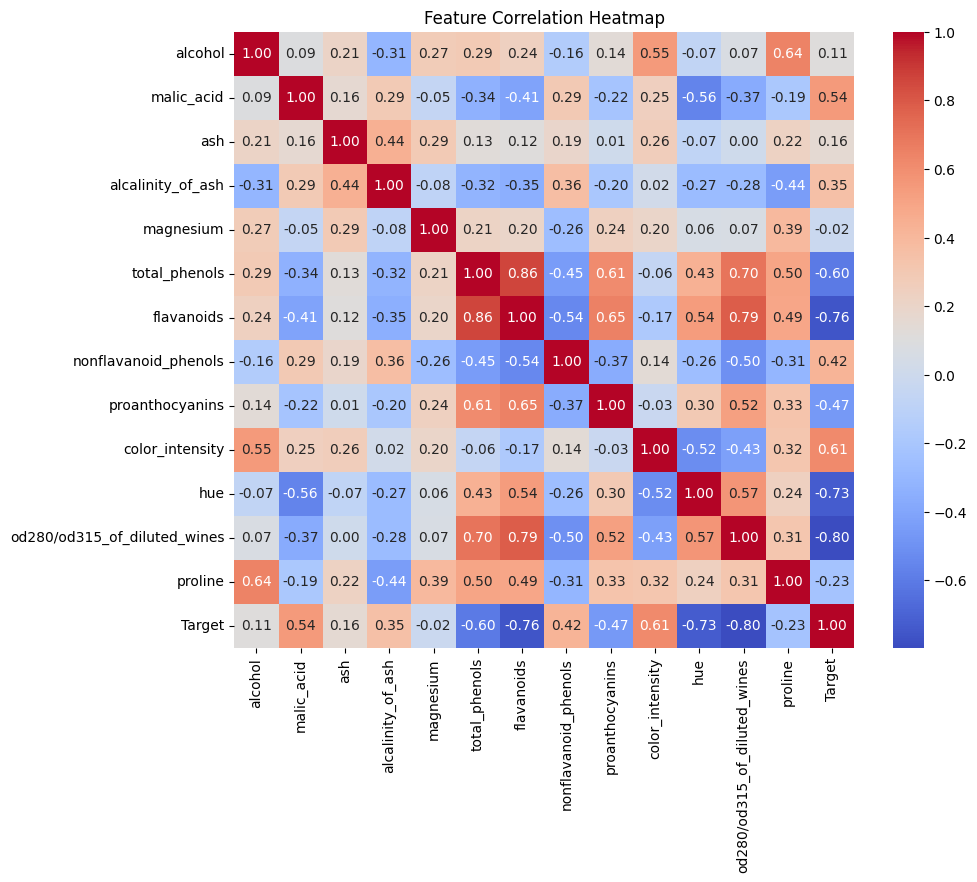 Feature Correlation Heatmap
alcohol 1.00 0.09 0.21 -0.31 0.27 0.29 0.24 -0.16 0.14 0.55 -0.07 0.07 0.64 0.11
malic_acid 0.09 1.00 0.16 0.29 -0.05 -0.34 -0.41 0.29 -0.22 0.25 -0.56 -0.37 -0.19 0.54
ash 0.21 0.16 1.00 0.44 0.29 0.13 0.12 0.19 0.01 0.26 -0.07 0.00 0.22 0.16
alcalinity_of_ash -0.31 0.29 0.44 1.00 -0.08 -0.32 -0.35 0.36 -0.20 0.02 -0.27 -0.28 -0.44 0.35
magnesium 0.27 -0.05 0.29 -0.08 1.00 0.21 0.20 -0.26 0.24 0.20 0.06 0.07 0.39 -0.02
total_phenols 0.29 -0.34 0.13 -0.32 0.21 1.00 0.86 -0.45 0.61 -0.06 0.43 0.70 0.50 -0.60
flavanoids 0.24 -0.41 0.12 -0.35 0.20 0.86 1.00 -0.54 0.65 -0.17 0.54 0.79 0.49 -0.76
nonflavanoid_phenols -0.16 0.29 0.19 0.36 -0.26 -0.45 -0.54 1.00 -0.37 0.14 -0.26 -0.50 -0.31 0.42
proanthocyanins 0.14 -0.22 0.01 -0.20 0.24 0.61 0.65 -0.37 1.00 -0.03 0.30 0.52 0.33 -0.47
color_intensity 0.55 0.25 0.26 0.02 0.20 -0.06 -0.17 0.14 -0.03 1.00 -0.52 -0.43 0.32 0.61
hue -0.07 -0.56 -0.07 -0.27 0.06 0.43 0.54 -0.26 0.30 -0.52 1.00 0.57 0.24 -0.73
od280/od315_of_diluted_wines 0.07 -0.37 0.00 -0.28 0.07 0.70 0.79 -0.50 0.52 -0.43 0.57 1.00 0.31 -0.80
proline 0.64 -0.19 0.22 -0.44 0.39 0.50 0.49 -0.31 0.33 0.32 0.24 0.31 1.00 -0.23
Target 0.11 0.54 0.16 0.35 -0.02 -0.60 -0.76 0.42 -0.47 0.61 -0.73 -0.80 -0.23 1.00
alcohol
malic_acid
ash
alcalinity_of_ash
magnesium
total_phenols
flavanoids
nonflavanoid_phenols
proanthocyanins
color_intensity
hue
od280/od315_of_diluted_wines
proline
Target
1.0
0.8
0.6
0.4
0.2
0.0
−0.2
−0.4
−0.6